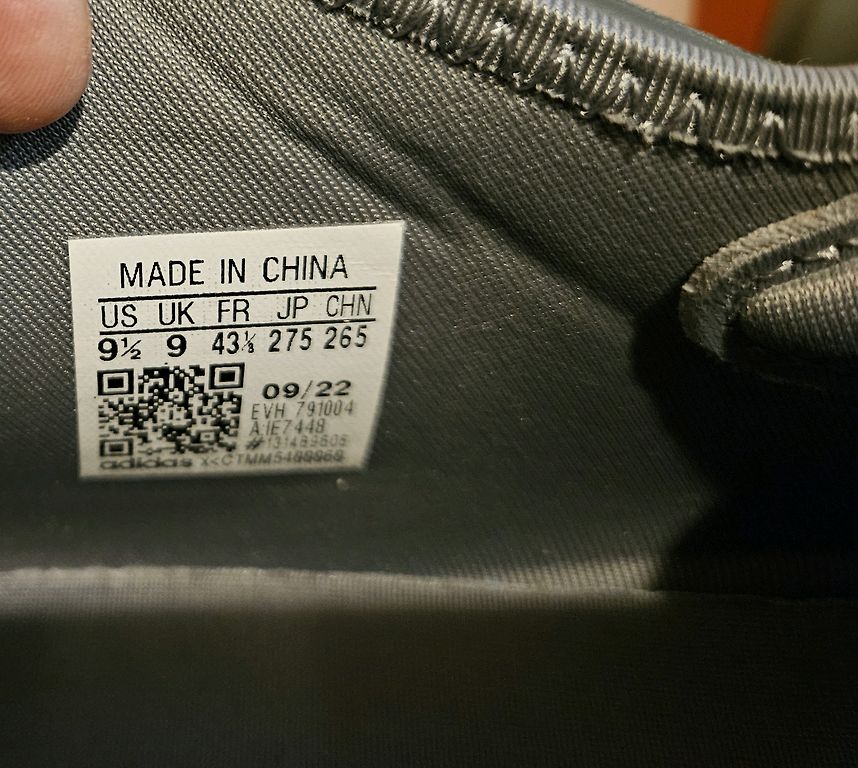 MADE IN CHINA
US UK FR JP CHN
9½ 9 43⅓ 275 265
09/22
EVH 791004
A:IE7448
adidas